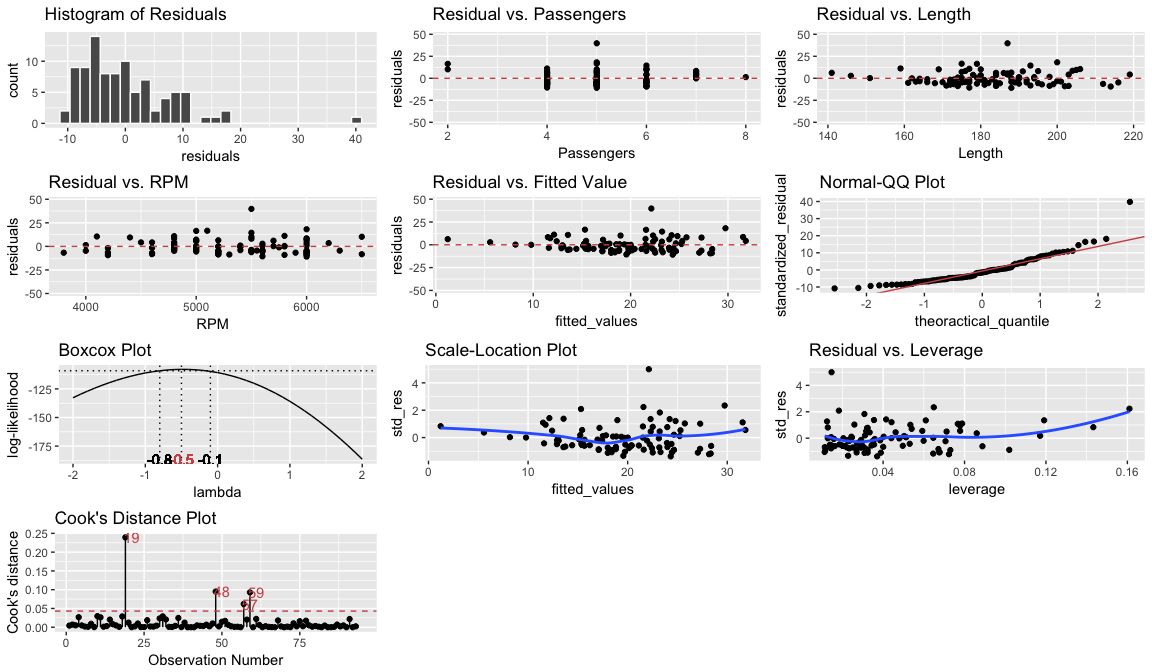 Histogram of Residuals
count
10
5
0
-10 0 10 20 30 40
residuals
Residual vs. Passengers
residuals
50
25
0
-25
-50
2 4 6 8
Passengers
Residual vs. Length
residuals
50
25
0
-25
-50
140 160 180 200 220
Length
Residual vs. RPM
residuals
50
25
0
-25
-50
4000 5000 6000
RPM
Residual vs. Fitted Value
residuals
50
25
0
-25
-50
0 10 20 30
fitted_values
Normal-QQ Plot
standardized_residual
40
30
20
10
0
-10
-2 -1 0 1 2
theoractical_quantile
Boxcox Plot
log-likelihood
-125
-150
-175
-0.8 -0.5 -0.1
-2 -1 0 1 2
lambda
Scale-Location Plot
std_res
4
2
0
0 10 20 30
fitted_values
Residual vs. Leverage
std_res
4
2
0
0.04 0.08 0.12 0.16
leverage
Cook's Distance Plot
Cook's distance
0.25
0.20
0.15
0.10
0.05
0.00
19
48
59
57
0 25 50 75
Observation Number